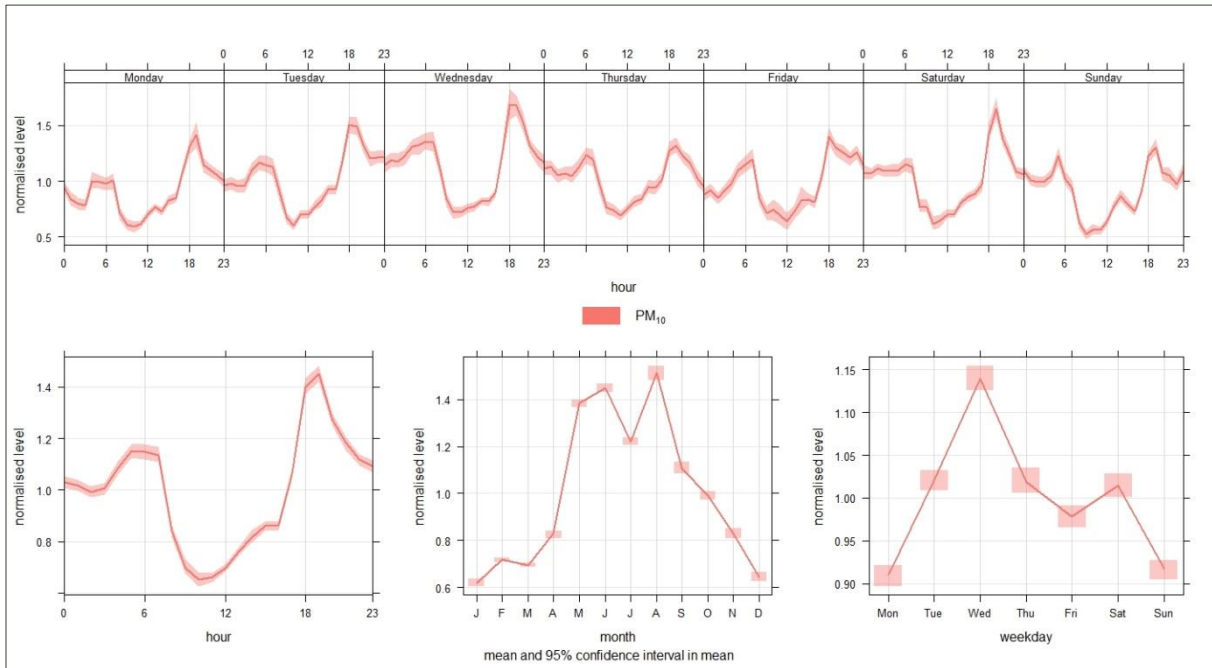 0 6 12 18 23 0 6 12 18 23 0 6 12 18 23
Monday Tuesday Wednesday Thursday Friday Saturday Sunday
normalised level
1.5
1.0
0.5
0 6 12 18 23 0 6 12 18 23 0 6 12 18 23 0 6 12 18 23
hour
PM₁₀
normalised level
1.4
1.2
1.0
0.8
0 6 12 18 23
hour
normalised level
1.4
1.2
1.0
0.8
0.6
J F M A M J J A S O N D
month
mean and 95% confidence interval in mean
normalised level
1.15
1.10
1.05
1.00
0.95
0.90
Mon Tue Wed Thu Fri Sat Sun
weekday